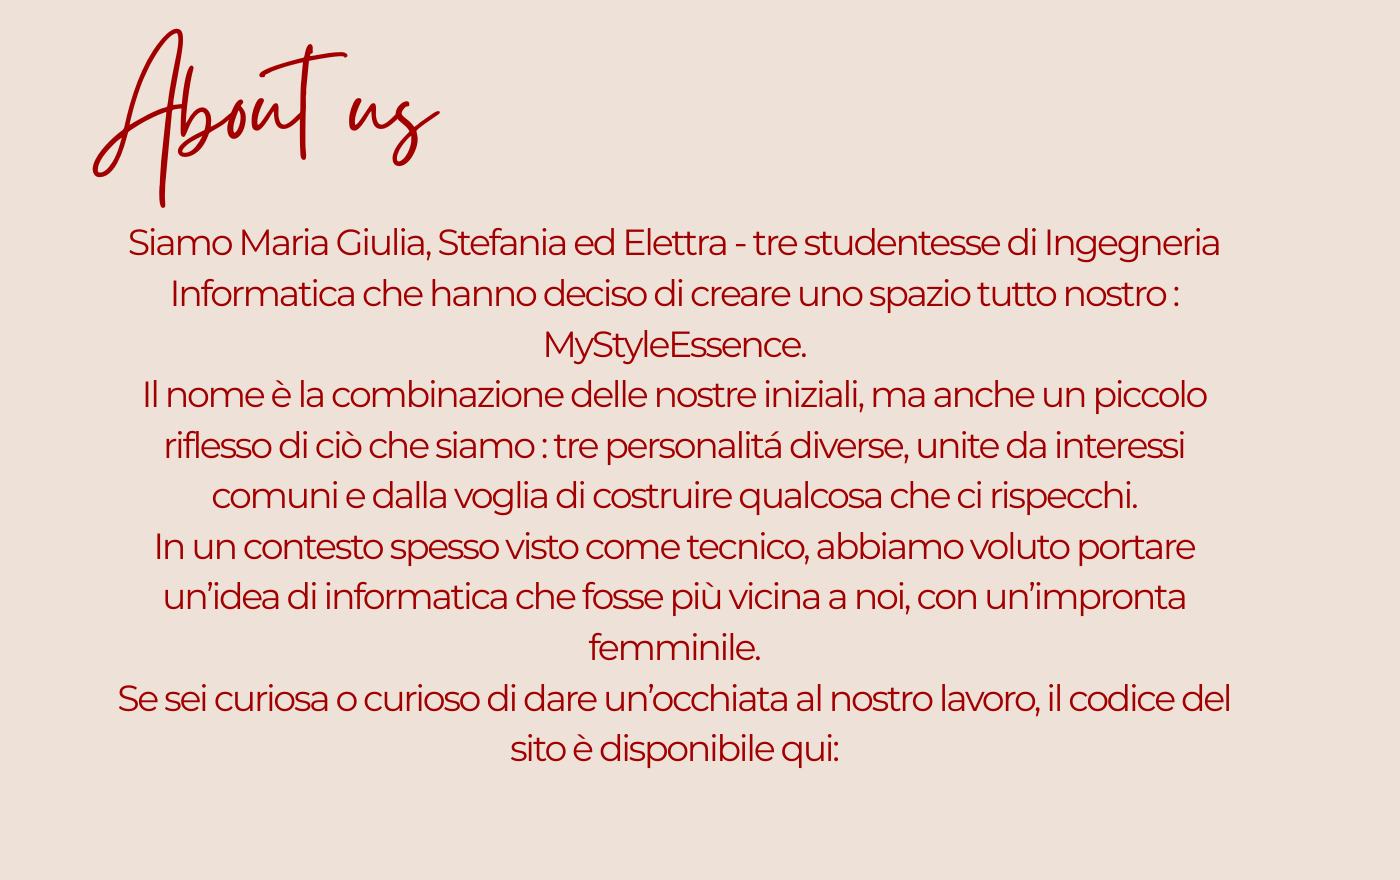 About us
Siamo Maria Giulia, Stefania ed Elettra - tre studentesse di Ingegneria
Informatica che hanno deciso di creare uno spazio tutto nostro :
MyStyleEssence.
Il nome è la combinazione delle nostre iniziali, ma anche un piccolo
riflesso di ciò che siamo : tre personalitá diverse, unite da interessi
comuni e dalla voglia di costruire qualcosa che ci rispecchi.
In un contesto spesso visto come tecnico, abbiamo voluto portare
un’idea di informatica che fosse più vicina a noi, con un’impronta
femminile.
Se sei curiosa o curioso di dare un’occhiata al nostro lavoro, il codice del
sito è disponibile qui: